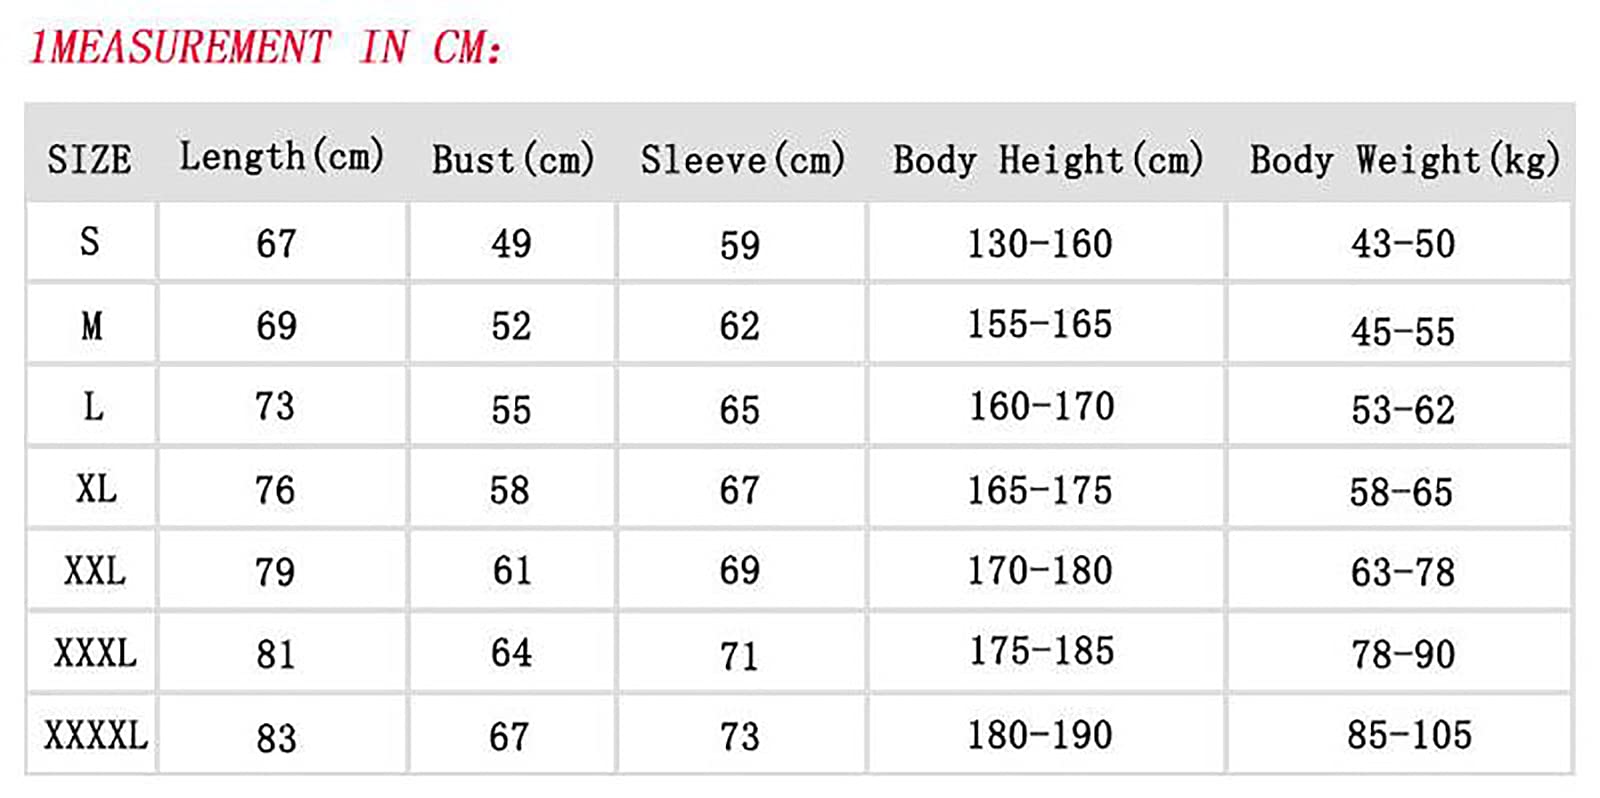 1MEASUREMENT IN CM:
SIZE Length(cm) Bust(cm) Sleeve(cm) Body Height(cm) Body Weight(kg)
S 67 49 59 130-160 43-50
M 69 52 62 155-165 45-55
L 73 55 65 160-170 53-62
XL 76 58 67 165-175 58-65
XXL 79 61 69 170-180 63-78
XXXL 81 64 71 175-185 78-90
XXXXL 83 67 73 180-190 85-105